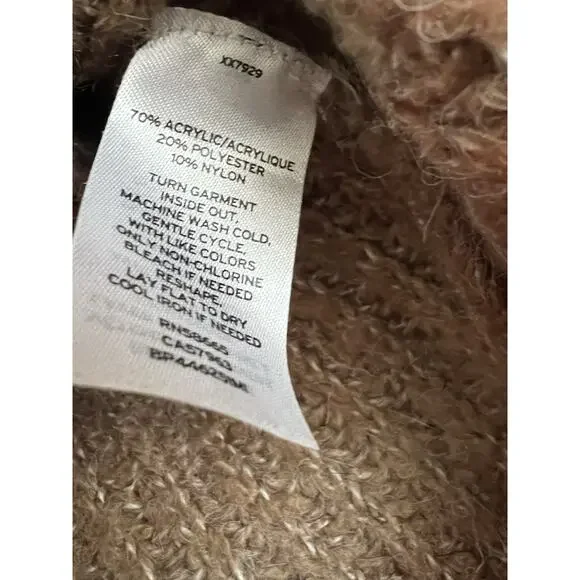 XX7929
70% ACRYLIC/ACRYLIQUE
20% POLYESTER
10% NYLON
TURN GARMENT
INSIDE OUT,
MACHINE WASH COLD,
GENTLE CYCLE,
WITH LIKE COLORS
ONLY NON-CHLORINE
BLEACH IF NEEDED
RESHAPE,
LAY FLAT TO DRY
COOL IRON IF NEEDED
RN58665
CA57963